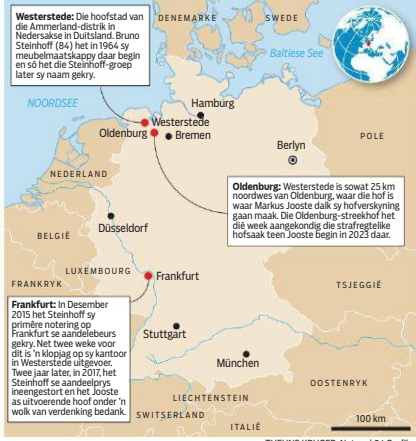 Westerstede: Die hoofstad van
die Ammerland-distrik in
Nedersakse in Duitsland. Bruno
Steinhoff (84) het in 1964 sy
meubelmaatskappy daar begin
en só het die Steinhoff-groep
later sy naam gekry.
DENEMARKE
SWEDE
Baltiese See
NOORDSEE
Hamburg
Westerstede
Oldenburg
Bremen
Berlyn
POLE
NEDERLAND
Oldenburg: Westerstede is sowat 25 km
noordwes van Oldenburg, waar die hof is
waar Markus Jooste dalk sy hofverskyning
gaan maak. Die Oldenburg-streekhof het
dié week aangekondig die strafregtelike
hofsaak teen Jooste begin in 2023 daar.
Düsseldorf
BELGIË
LUXEMBOURG
Frankfurt
FRANKRYK
TSJEGGIË
Frankfurt: In Desember
2015 het Steinhoff sy
primêre notering op
Frankfurt se aandelebeurs
gekry. Net twee weke voor
dit is 'n klopjag op sy kantoor
in Westerstede uitgevoer.
Twee jaar later, in 2017, het
Steinhoff se aandeelprys
ineengestort en het Jooste
as uitvoerende hoof onder 'n
wolk van verdenking bedank.
Stuttgart
München
OOSTENRYK
LIECHTENSTEIN
SWITSERLAND
ITALIË
100 km